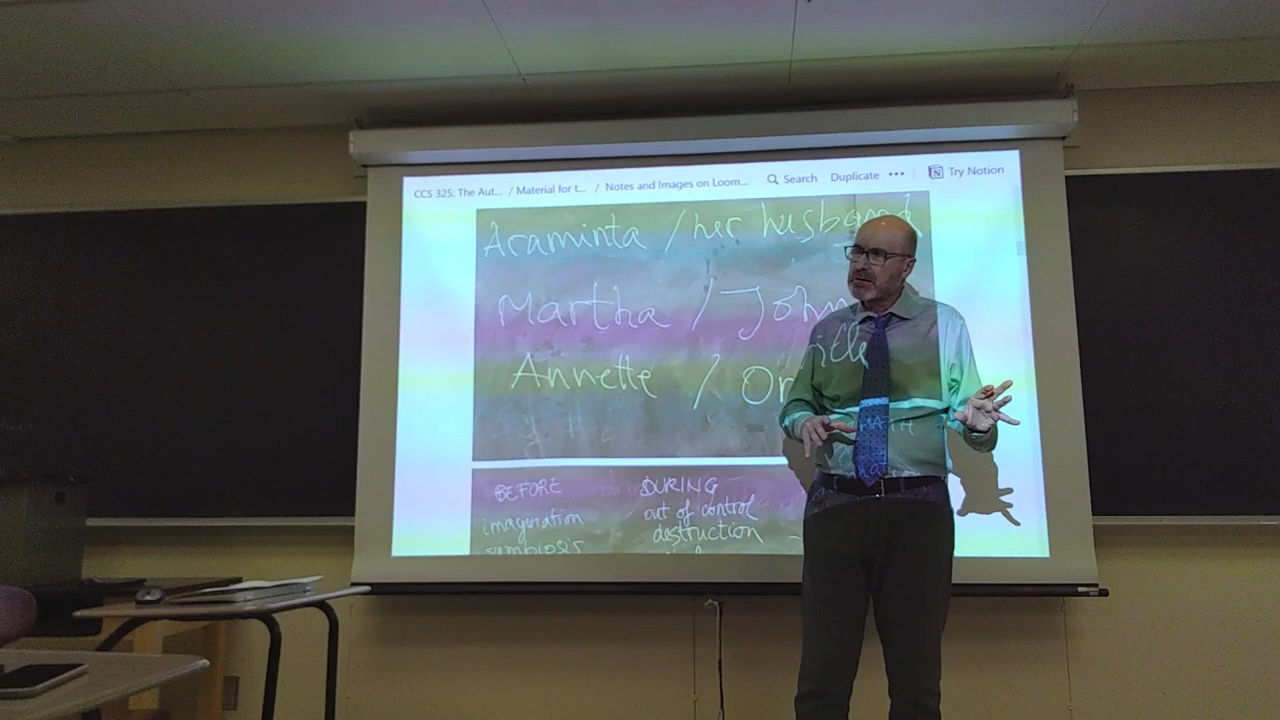 CCS 325: The Aut... / Material for t... / Notes and Images on Loom... Search Duplicate ••• N Try Notion
Araminta / her husband
Martha / John
Annette /
BEFORE DURING
imagination out of control
symbiosis destruction